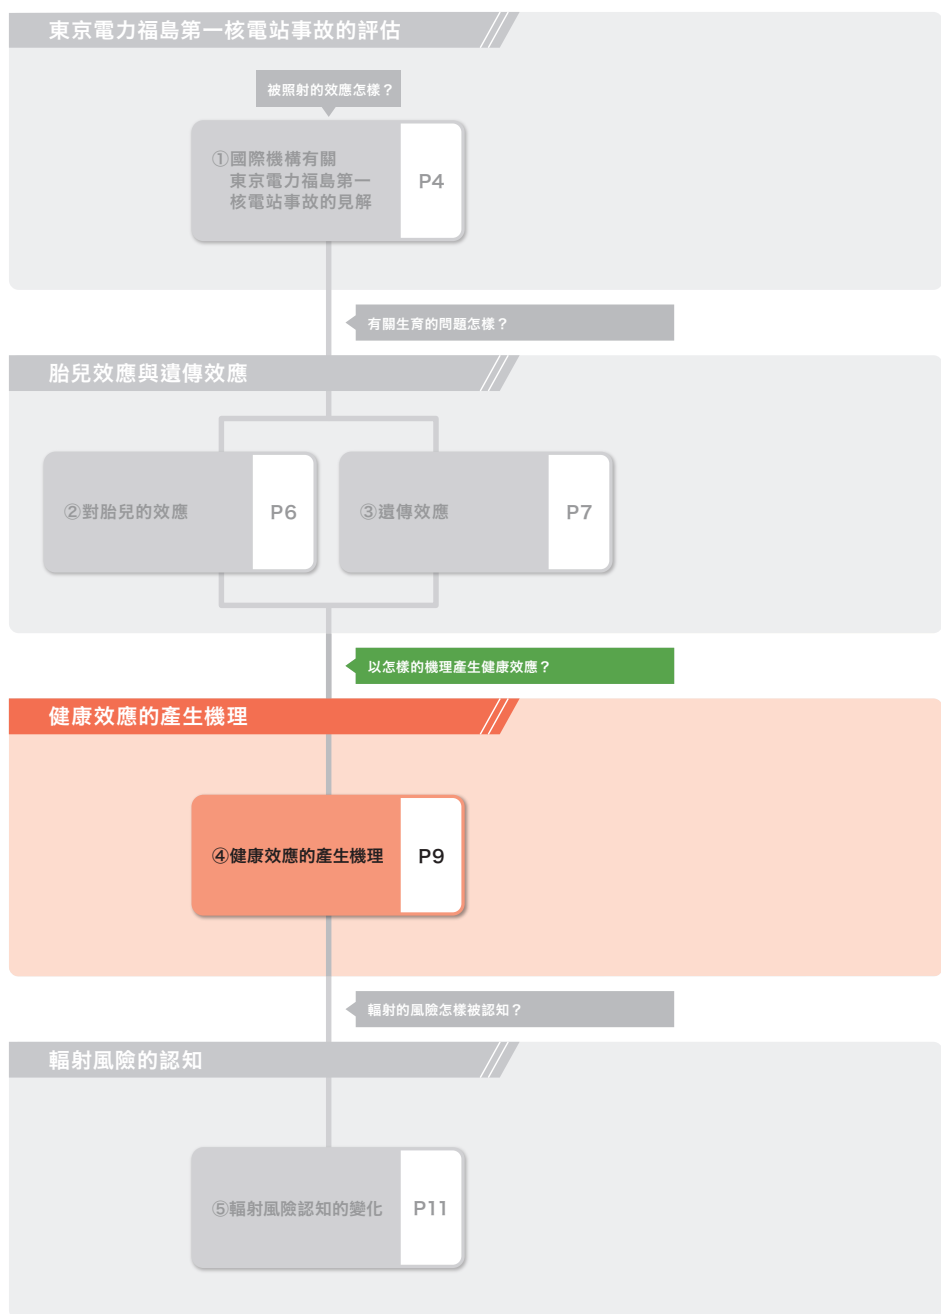 東京電力福島第一核電站事故的評估
被照射的效應怎樣？
①國際機構有關
東京電力福島第一
核電站事故的見解
P4
有關生育的問題怎樣？
胎兒效應與遺傳效應
②對胎兒的效應
P6
③遺傳效應
P7
以怎樣的機理產生健康效應？
健康效應的產生機理
④健康效應的產生機理
P9
輻射的風險怎樣被認知？
輻射風險的認知
⑤輻射風險認知的變化
P11